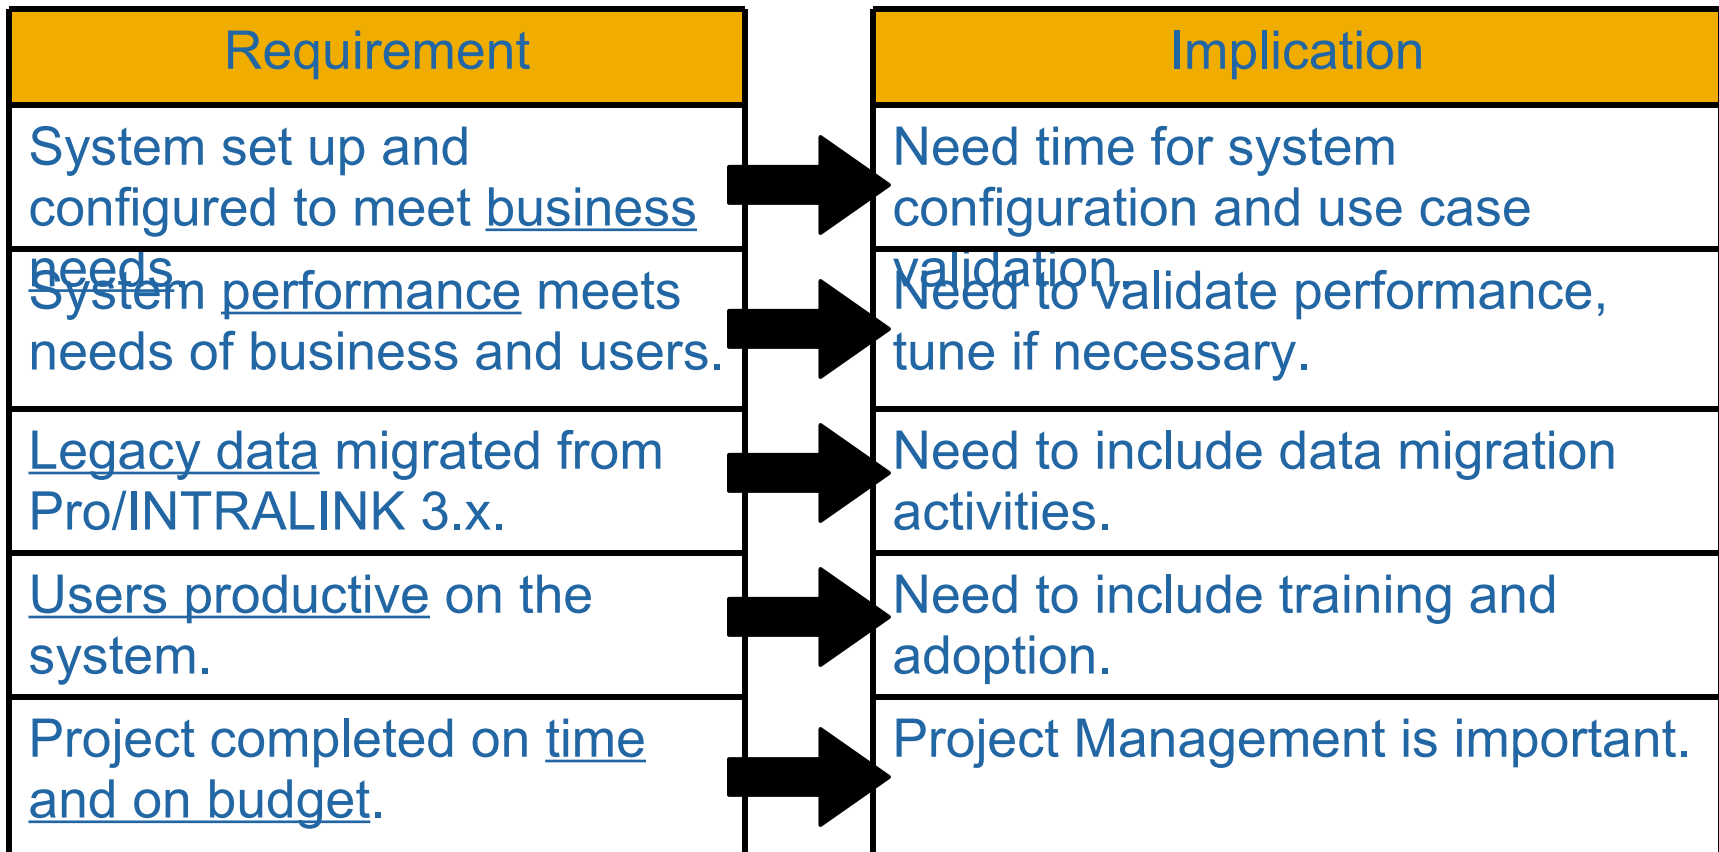 Requirement
Implication
System set up and
configured to meet business
needs.
Need time for system
configuration and use case
validation.
System performance meets
needs of business and users.
Need to validate performance,
tune if necessary.
Legacy data migrated from
Pro/INTRALINK 3.x.
Need to include data migration
activities.
Users productive on the
system.
Need to include training and
adoption.
Project completed on time
and on budget.
Project Management is important.